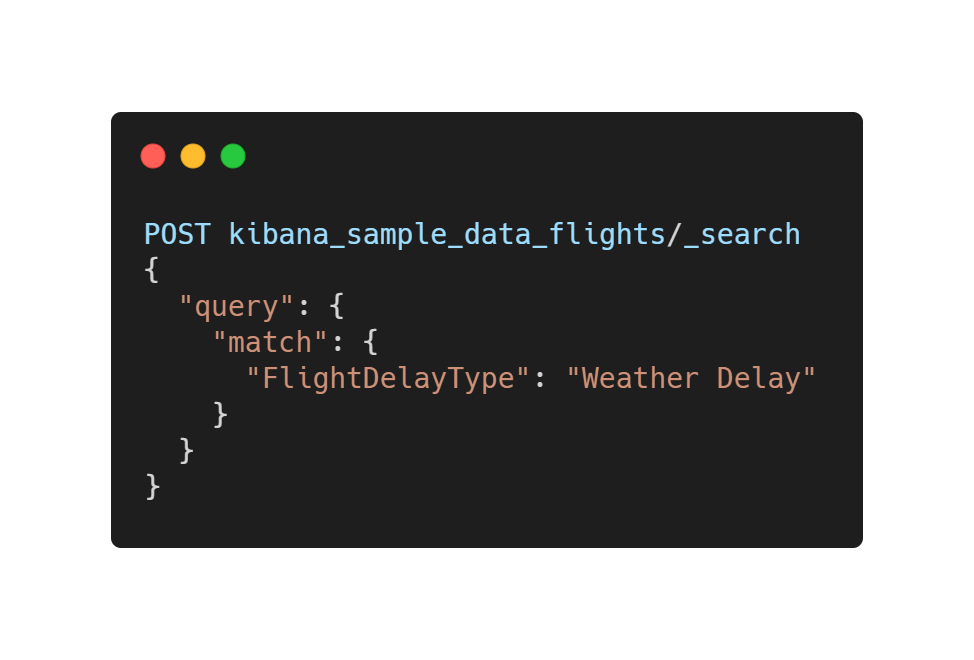 POST kibana_sample_data_flights/_search
{
  "query": {
    "match": {
      "FlightDelayType": "Weather Delay"
    }
  }
}